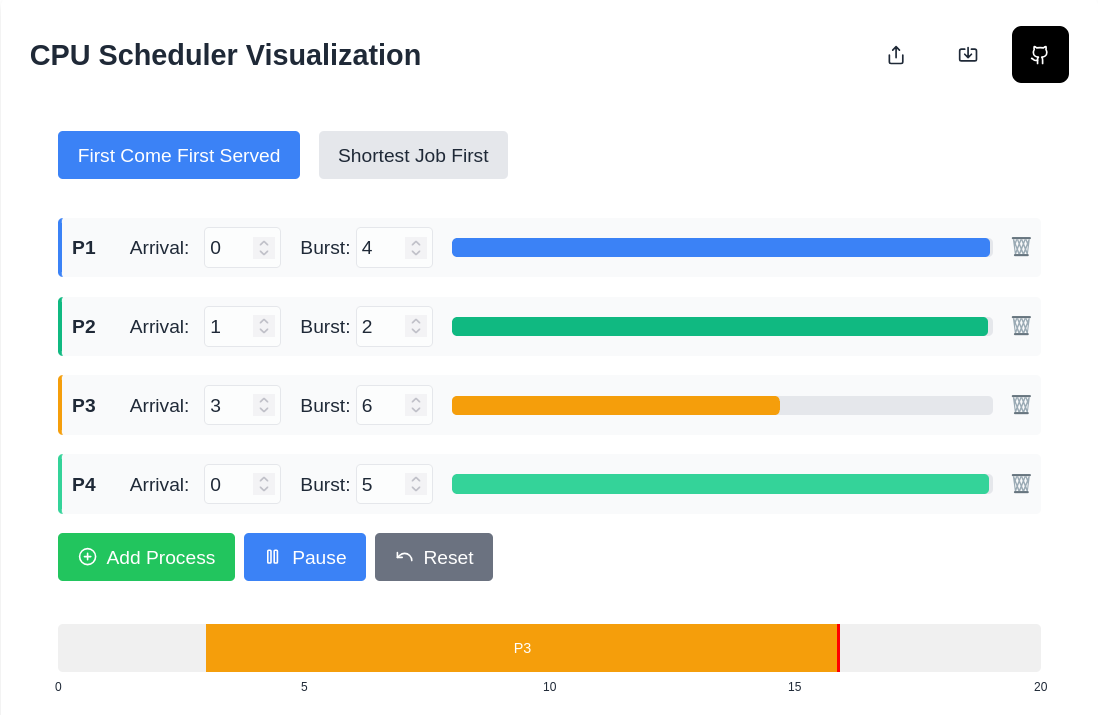 CPU Scheduler Visualization
First Come First Served Shortest Job First
P1 Arrival: 0 Burst: 4
P2 Arrival: 1 Burst: 2
P3 Arrival: 3 Burst: 6
P4 Arrival: 0 Burst: 5
Add Process Pause Reset
P3
0 5 10 15 20